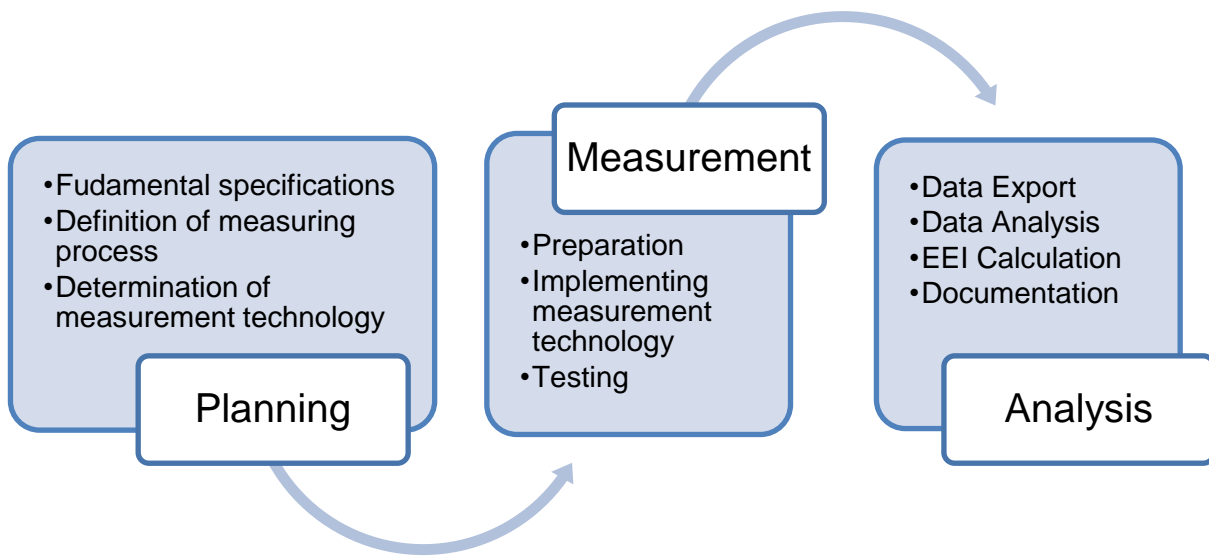 •Fudamental specifications
•Definition of measuring
process
•Determination of
measurement technology
Planning
Measurement
•Preparation
•Implementing
measurement
technology
•Testing
•Data Export
•Data Analysis
•EEI Calculation
•Documentation
Analysis